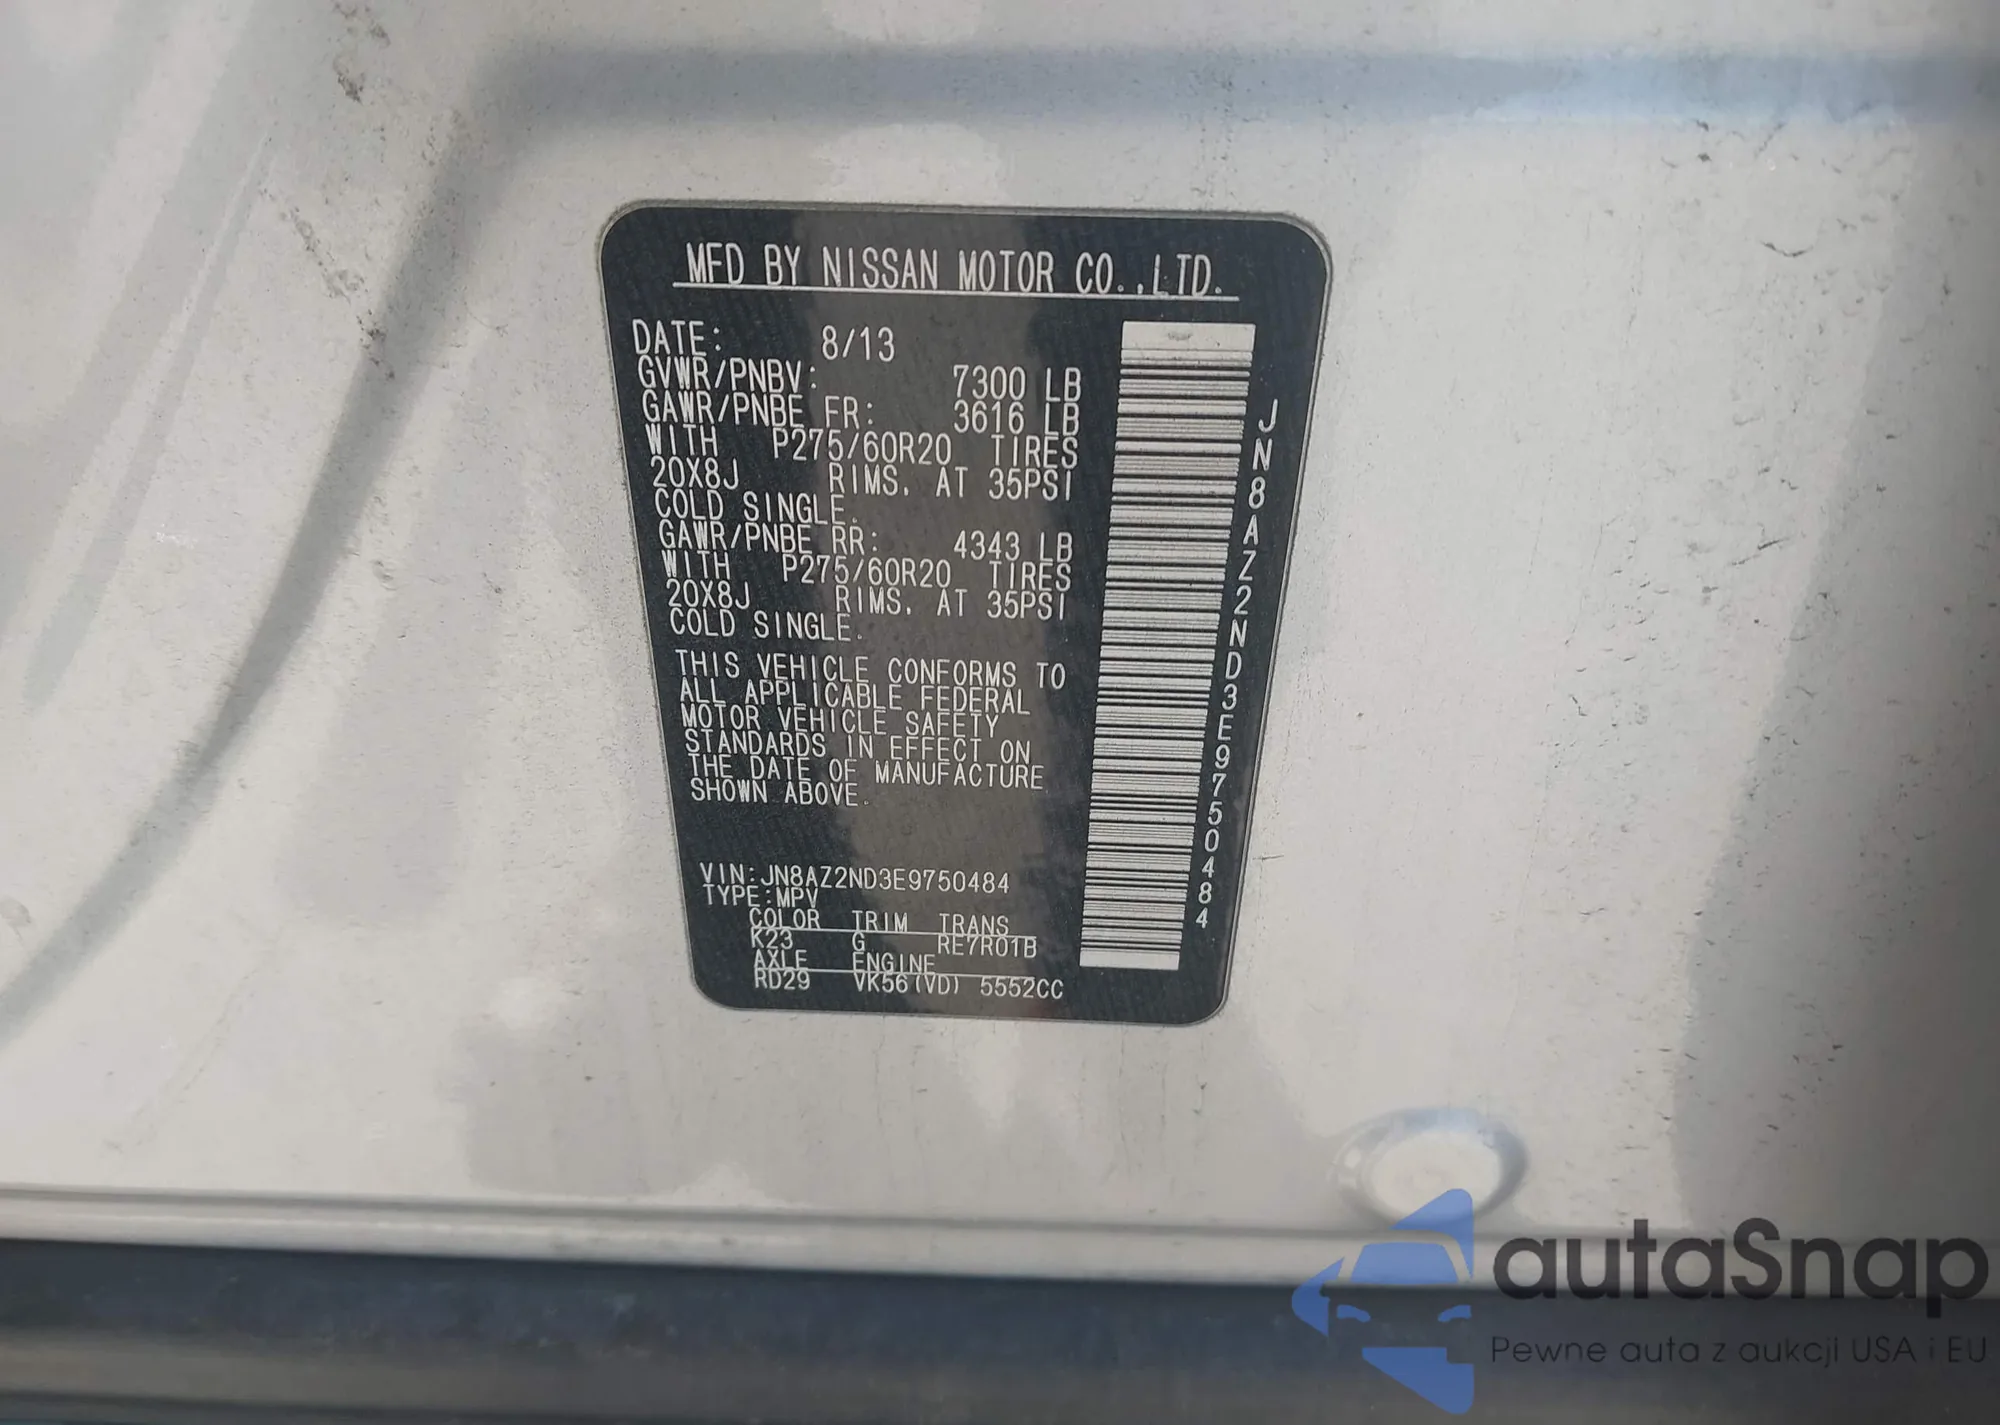 MFD BY NISSAN MOTOR CO.,LTD.
DATE: 8/13
GVWR/PNBV: 7300 LB
GAWR/PNBE FR: 3616 LB
WITH P275/60R20 TIRES
20X8J RIMS. AT 35PSI
COLD SINGLE.
GAWR/PNBE RR: 4343 LB
WITH P275/60R20 TIRES
20X8J RIMS. AT 35PSI
COLD SINGLE.
THIS VEHICLE CONFORMS TO
ALL APPLICABLE FEDERAL
MOTOR VEHICLE SAFETY
STANDARDS IN EFFECT ON
THE DATE OF MANUFACTURE
SHOWN ABOVE.
VIN:JN8AZ2ND3E9750484
TYPE:MPV
COLOR TRIM TRANS
K23 G RE7R01B
AXLE ENGINE
RD29 VK56(VD) 5552CC
JN8AZ2ND3E9750484
autaSnap
Pewne auta z aukcji USA i EU